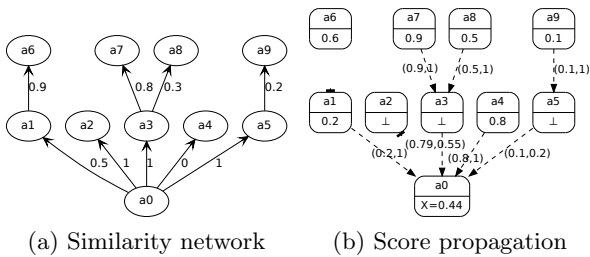 a6 a7 a8 a9
0.9 0.8 0.3 0.2
a1 a2 a3 a4 a5
0.5 1 1 0 1
a0
(a) Similarity network
a6 a7 a8 a9
0.6 0.9 0.5 0.1
(0.9,1) (0.5,1) (0.1,1)
a1 a2 a3 a4 a5
0.2 ⊥ ⊥ 0.8 ⊥
(0.79,0.55)
(0.2,1) (0.8,1) (0.1,0.2)
a0
X=0.44
(b) Score propagation